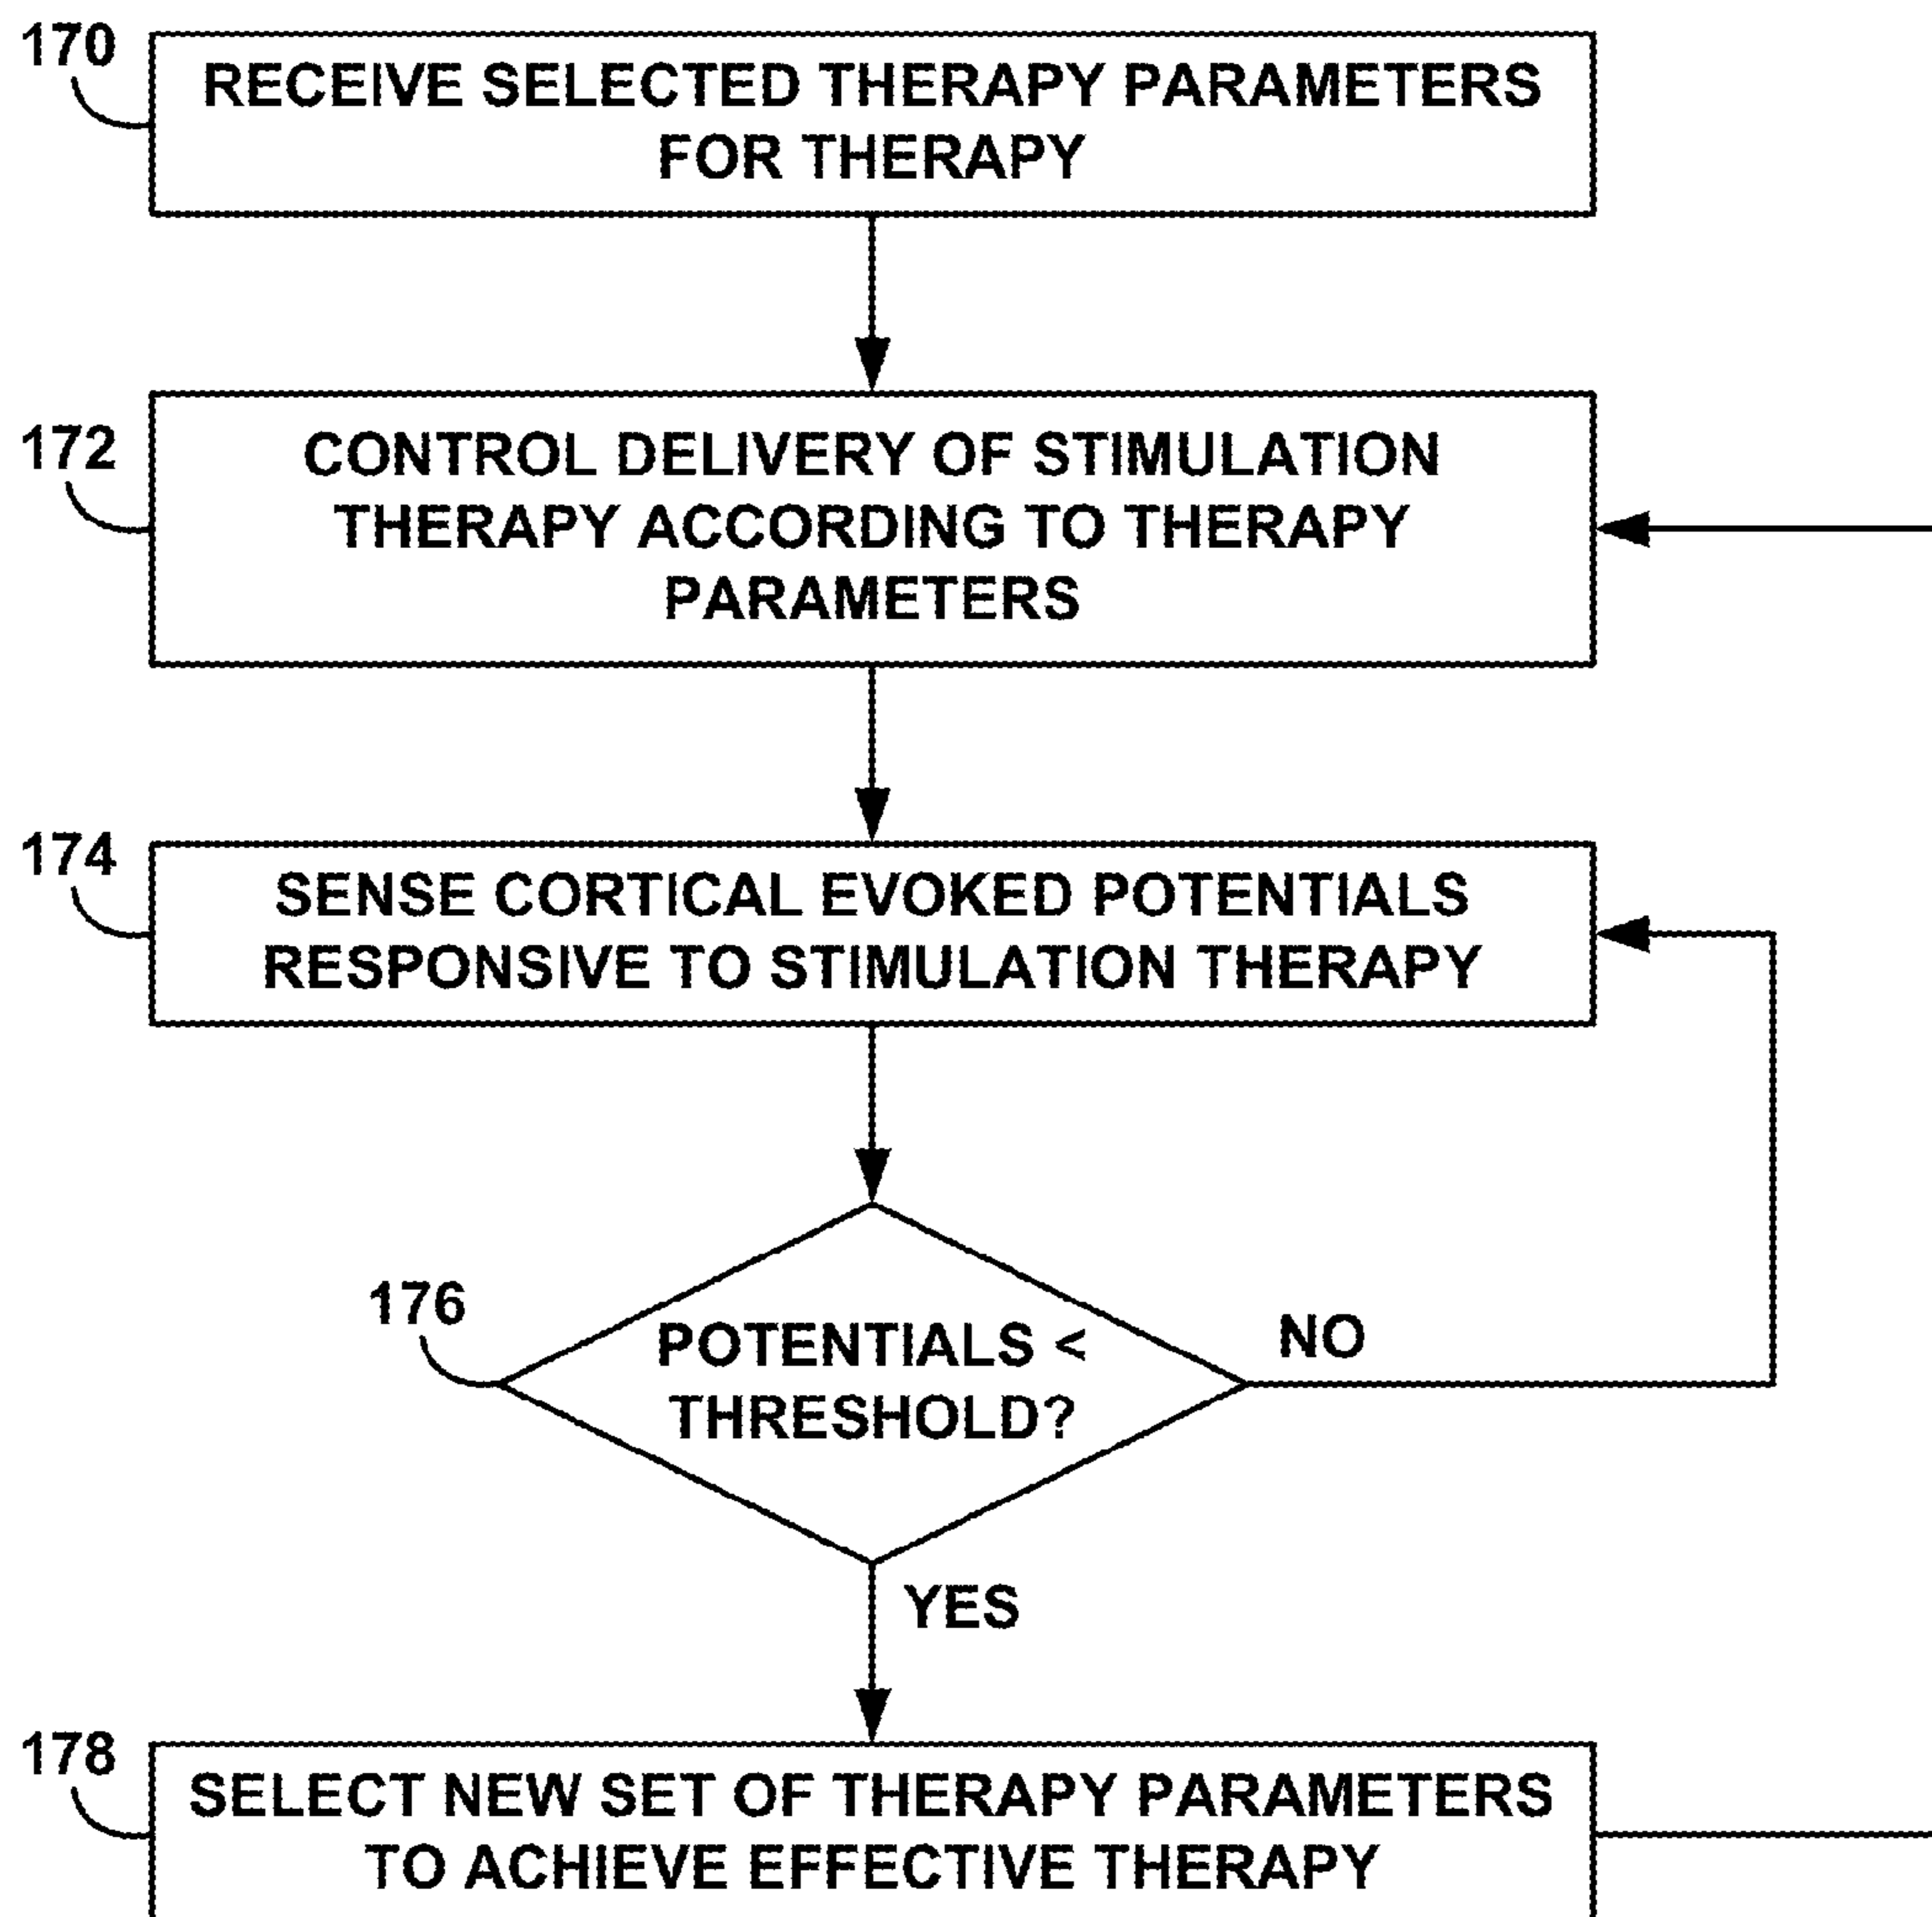 170
RECEIVE SELECTED THERAPY PARAMETERS
FOR THERAPY
172
CONTROL DELIVERY OF STIMULATION
THERAPY ACCORDING TO THERAPY
PARAMETERS
174
SENSE CORTICAL EVOKED POTENTIALS
RESPONSIVE TO STIMULATION THERAPY
176
POTENTIALS <
THRESHOLD?
NO
YES
178
SELECT NEW SET OF THERAPY PARAMETERS
TO ACHIEVE EFFECTIVE THERAPY